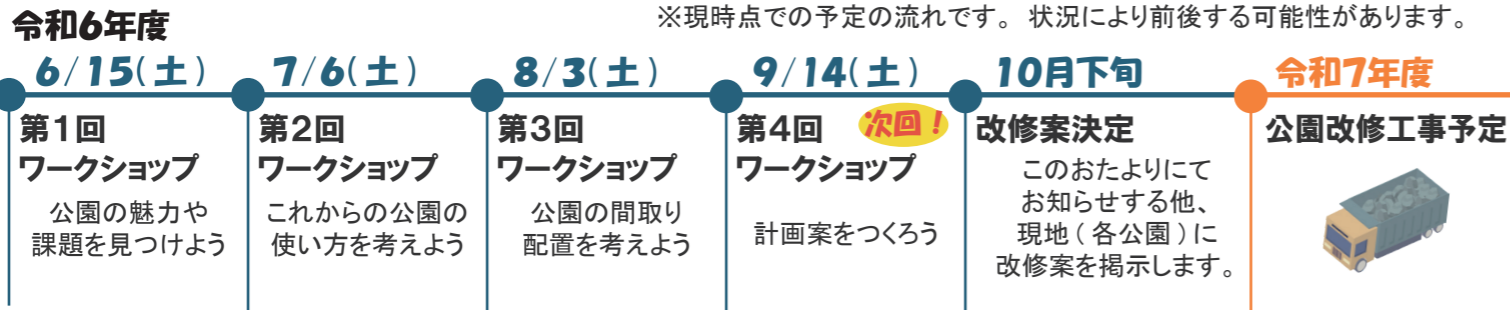 令和6年度
※現時点での予定の流れです。状況により前後する可能性があります。
6/15(土)
第1回
ワークショップ
公園の魅力や
課題を見つけよう
7/6(土)
第2回
ワークショップ
これからの公園の
使い方を考えよう
8/3(土)
第3回
ワークショップ
公園の間取り
配置を考えよう
9/14(土)
第4回 次回!
ワークショップ
計画案をつくろう
10月下旬
改修案決定
このおたよりにて
お知らせする他、
現地(各公園)に
改修案を掲示します。
令和7年度
公園改修工事予定